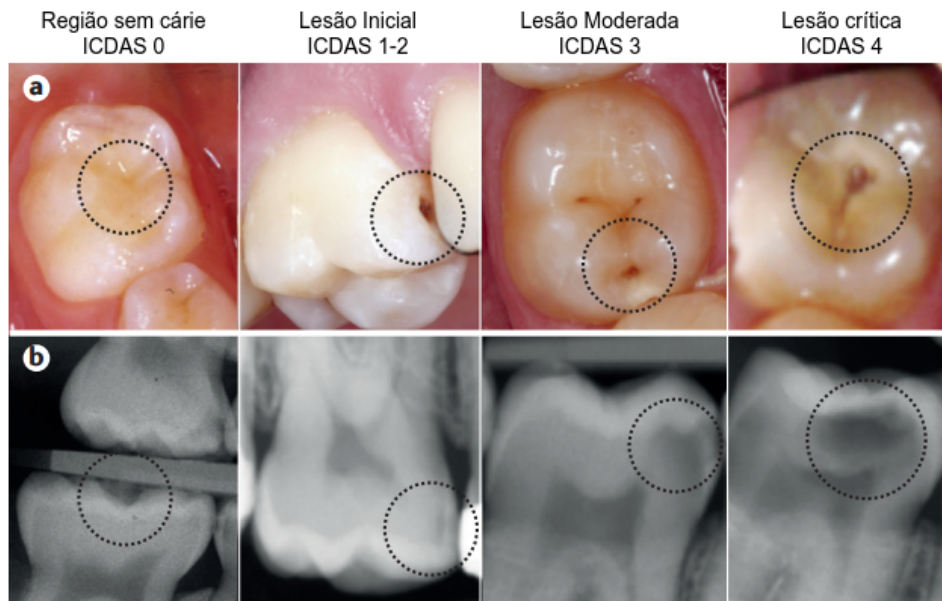 Região sem cárie
ICDAS 0
Lesão Inicial
ICDAS 1-2
Lesão Moderada
ICDAS 3
Lesão crítica
ICDAS 4
a
b